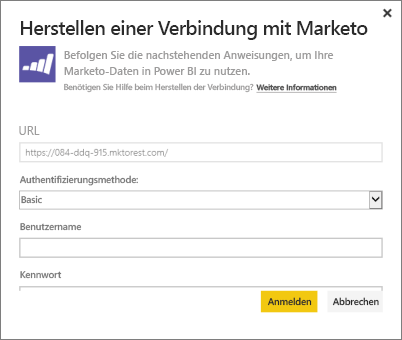 Herstellen einer Verbindung mit Marketo
Befolgen Sie die nachstehenden Anweisungen, um Ihre
Marketo-Daten in Power BI zu nutzen.
Benötigen Sie Hilfe beim Herstellen der Verbindung? Weitere Informationen
URL
https://084-ddq-915.mktorest.com/
Authentifizierungsmethode:
Basic
Benutzername
Kennwort
Anmelden Abbrechen